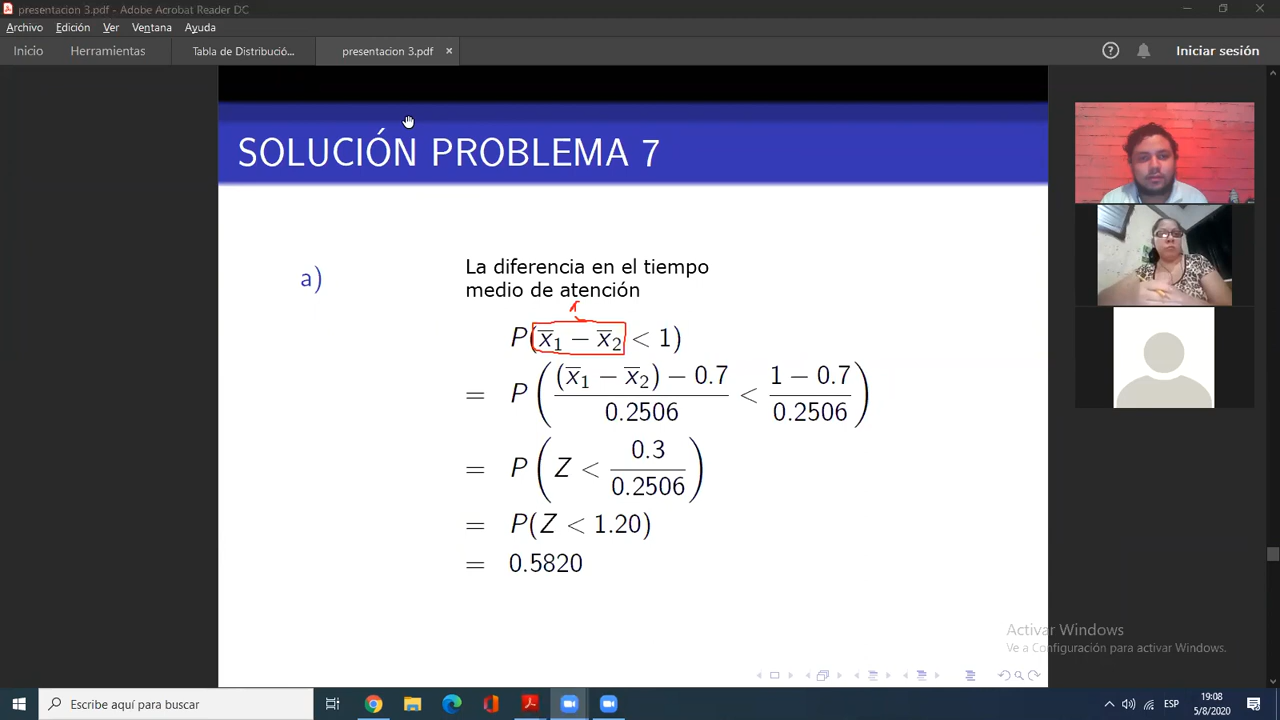 presentacion 3.pdf - Adobe Acrobat Reader DC
Archivo Edición Ver Ventana Ayuda
Inicio Herramientas Tabla de Distribució... presentacion 3.pdf × Iniciar sesión
SOLUCIÓN PROBLEMA 7
a) La diferencia en el tiempo
medio de atención
P(x̅₁ − x̅₂ < 1)
= P( ((x̅₁ − x̅₂) − 0.7)/0.2506 < (1 − 0.7)/0.2506 )
= P( Z < 0.3/0.2506 )
= P(Z < 1.20)
= 0.5820
Activar Windows
Ve a Configuración para activar Windows.
Escribe aquí para buscar
ESP
19:08
5/8/2020